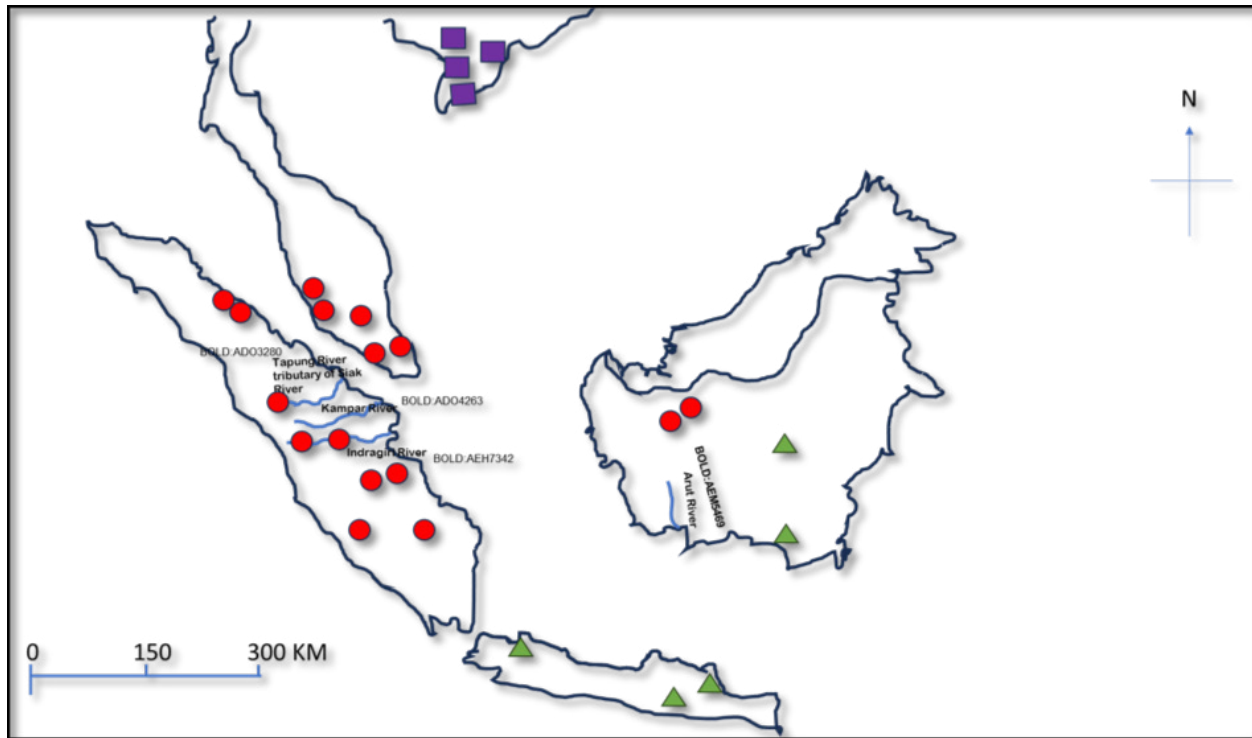 N
BOLD:ADO3280
Tapung River
tributary of Siak
River
Kampar River
BOLD:ADO4263
Indragiri River
BOLD:AEH7342
BOLD:AEM5469
Arut River
0 150 300 KM